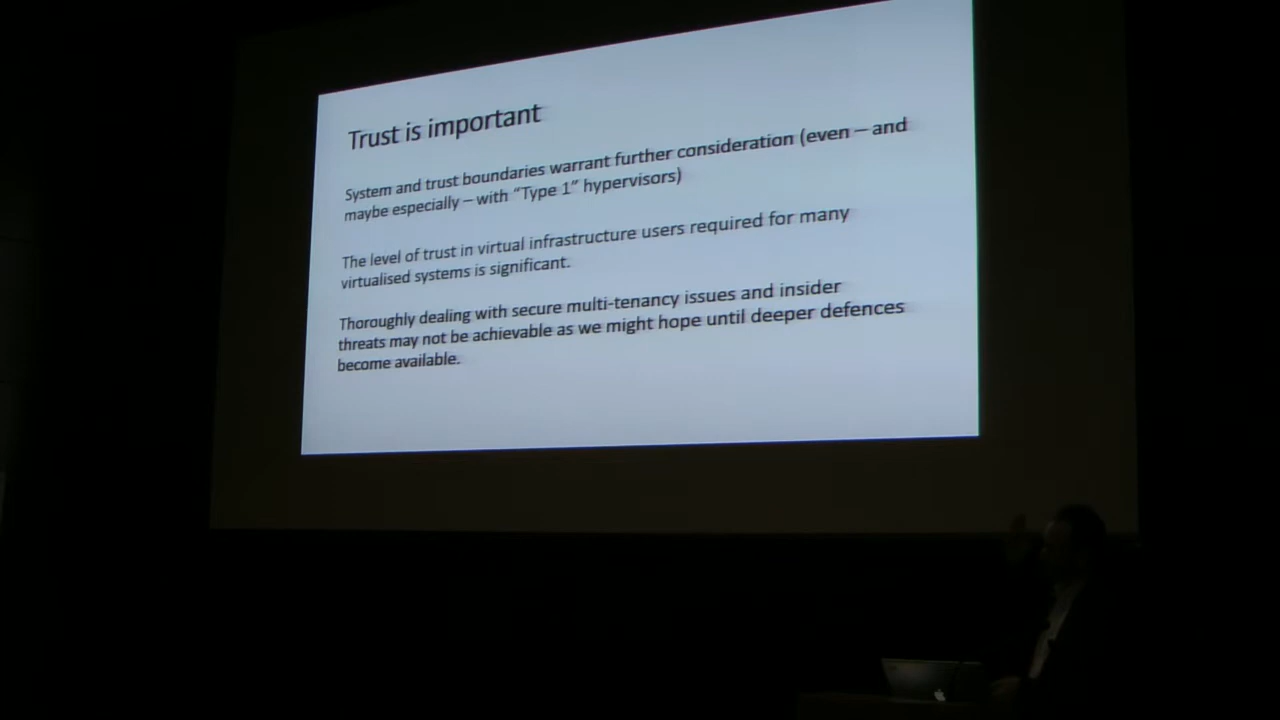 Trust is important
System and trust boundaries warrant further consideration (even – and
maybe especially – with “Type 1” hypervisors)
The level of trust in virtual infrastructure users required for many
virtualised systems is significant.
Thoroughly dealing with secure multi-tenancy issues and insider
threats may not be achievable as we might hope until deeper defences
become available.